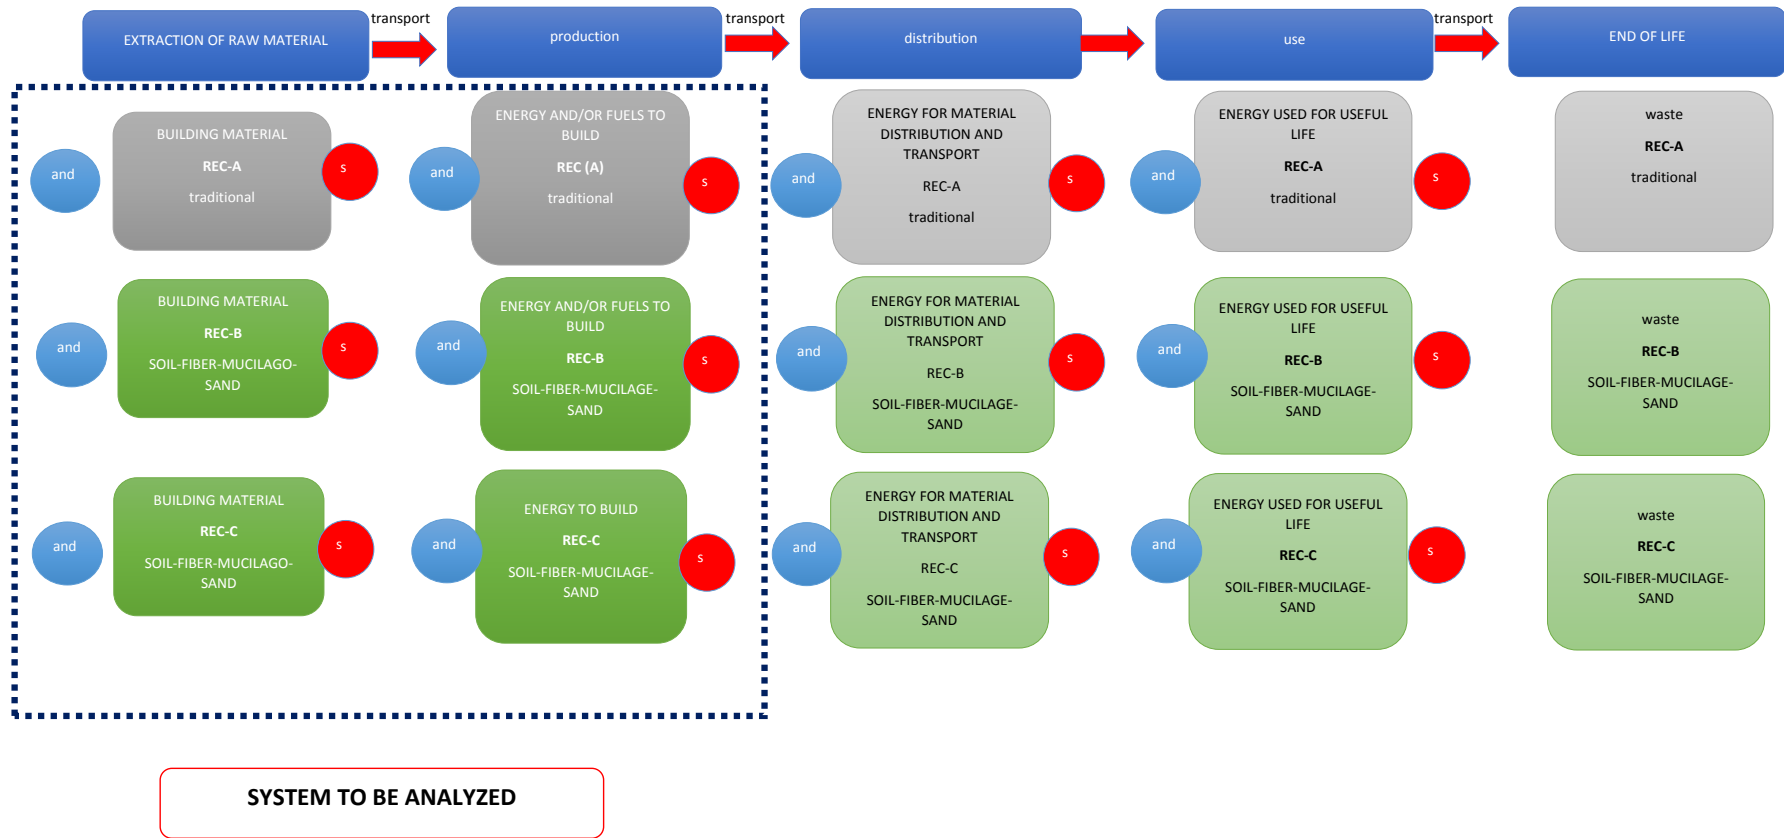 transport
transport
transport
EXTRACTION OF RAW MATERIAL
production
distribution
use
END OF LIFE
and
BUILDING MATERIAL
REC-A
traditional
s
and
ENERGY AND/OR FUELS TO
BUILD
REC (A)
traditional
s
and
ENERGY FOR MATERIAL
DISTRIBUTION AND
TRANSPORT
REC-A
traditional
s
and
ENERGY USED FOR USEFUL
LIFE
REC-A
traditional
s
waste
REC-A
traditional
and
BUILDING MATERIAL
REC-B
SOIL-FIBER-MUCILAGO-
SAND
s
and
ENERGY AND/OR FUELS TO
BUILD
REC-B
SOIL-FIBER-MUCILAGE-
SAND
s
and
ENERGY FOR MATERIAL
DISTRIBUTION AND
TRANSPORT
REC-B
SOIL-FIBER-MUCILAGE-
SAND
s
and
ENERGY USED FOR USEFUL
LIFE
REC-B
SOIL-FIBER-MUCILAGE-
SAND
s
waste
REC-B
SOIL-FIBER-MUCILAGE-
SAND
and
BUILDING MATERIAL
REC-C
SOIL-FIBER-MUCILAGO-
SAND
s
and
ENERGY TO BUILD
REC-C
SOIL-FIBER-MUCILAGE-
SAND
s
and
ENERGY FOR MATERIAL
DISTRIBUTION AND
TRANSPORT
REC-C
SOIL-FIBER-MUCILAGE-
SAND
s
and
ENERGY USED FOR USEFUL
LIFE
REC-C
SOIL-FIBER-MUCILAGE-
SAND
s
waste
REC-C
SOIL-FIBER-MUCILAGE-
SAND
SYSTEM TO BE ANALYZED